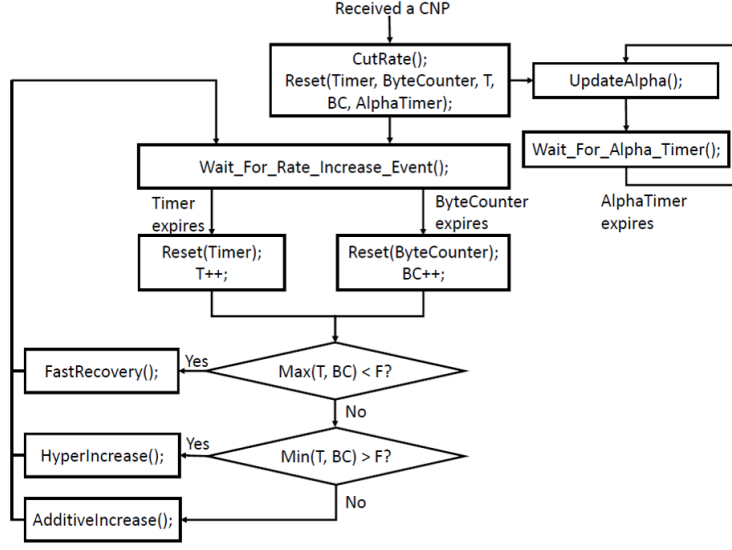 Received a CNP
CutRate();
Reset(Timer, ByteCounter, T,
BC, AlphaTimer);
UpdateAlpha();
Wait_For_Alpha_Timer();
AlphaTimer
expires
Wait_For_Rate_Increase_Event();
Timer
expires
ByteCounter
expires
Reset(Timer);
T++;
Reset(ByteCounter);
BC++;
Max(T, BC) < F?
Yes
FastRecovery();
No
Min(T, BC) > F?
Yes
HyperIncrease();
No
AdditiveIncrease();